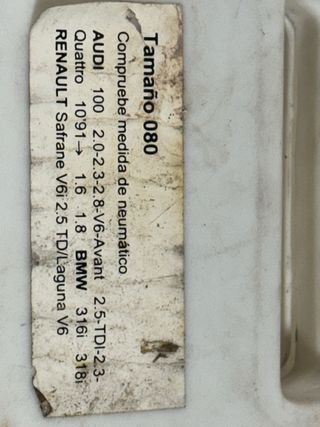 Tamaño 080
Compruebe medida de neumático
AUDI 100 2.0-2.3-2.8-V6-Avant 2.5-TDI-2.3-
Quattro 10'91→ 1.6 1.8 BMW 316i 318i
RENAULT Safrane V6i 2.5 TD/Laguna V6